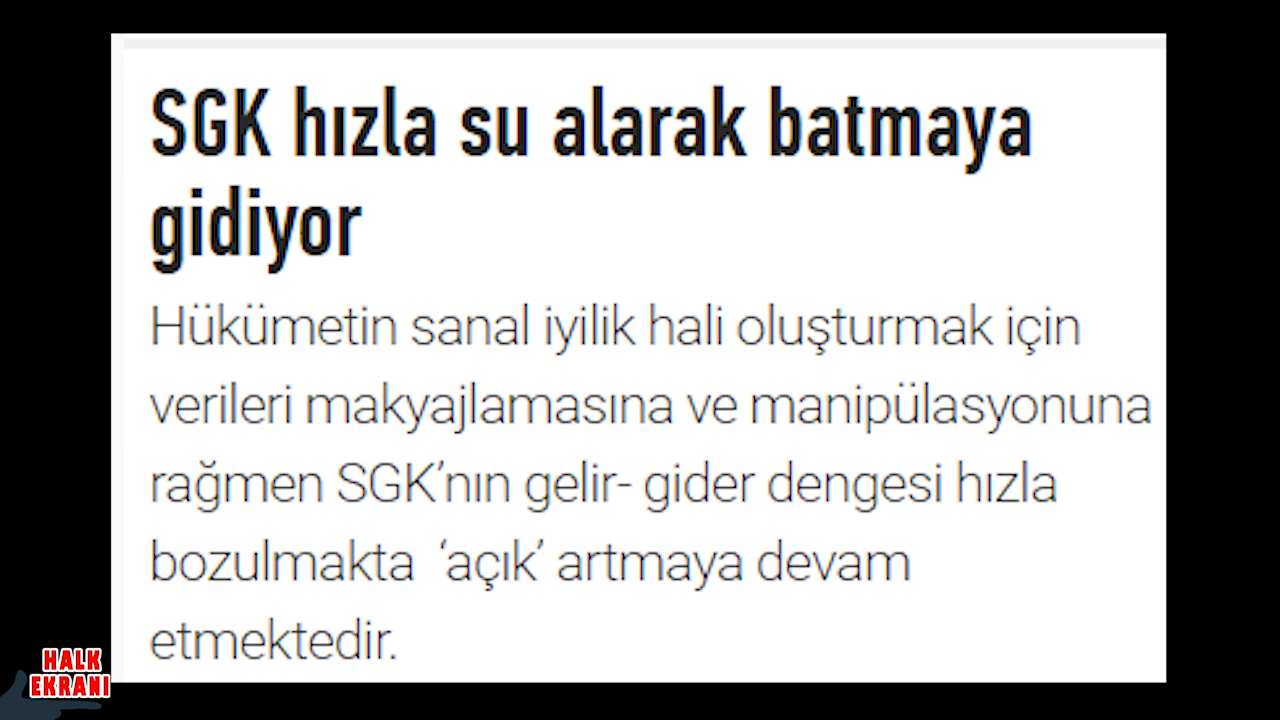 SGK hızla su alarak batmaya
gidiyor
Hükümetin sanal iyilik hali oluşturmak için
verileri makyajlamasına ve manipülasyonuna
rağmen SGK’nın gelir- gider dengesi hızla
bozulmakta ‘açık’ artmaya devam
etmektedir.
HALK
EKRANI